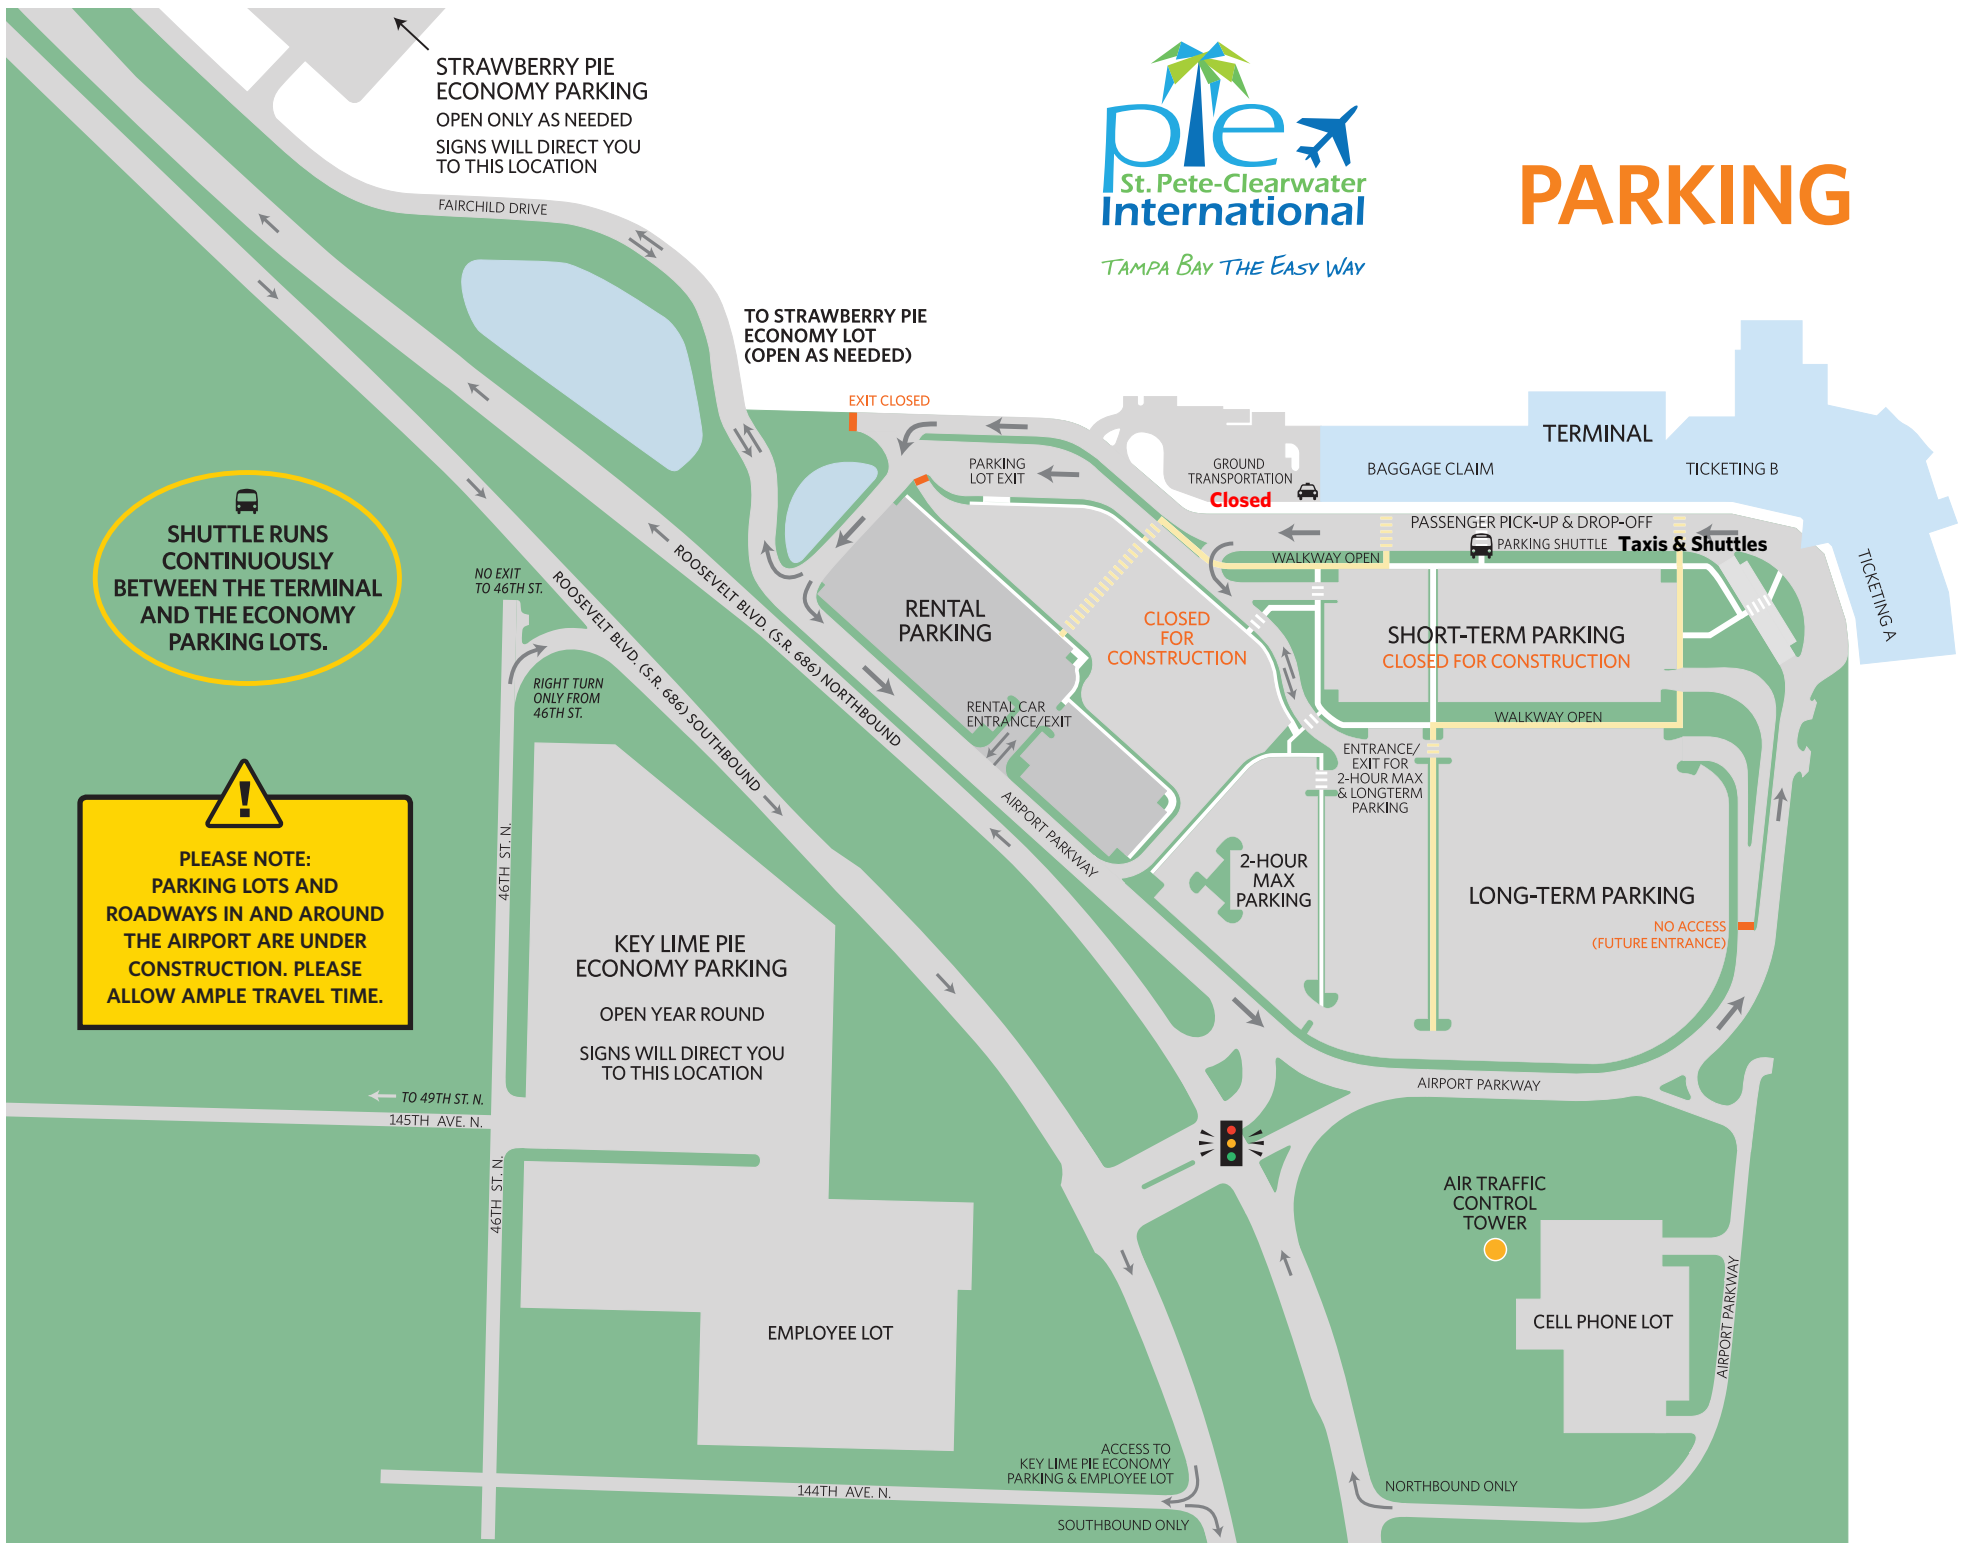 STRAWBERRY PIE
ECONOMY PARKING
OPEN ONLY AS NEEDED
SIGNS WILL DIRECT YOU
TO THIS LOCATION
pie
St. Pete-Clearwater
International
TAMPA BAY THE EASY WAY
PARKING
FAIRCHILD DRIVE
TO STRAWBERRY PIE
ECONOMY LOT
(OPEN AS NEEDED)
EXIT CLOSED
PARKING
LOT EXIT
GROUND
TRANSPORTATION
Closed
TERMINAL
BAGGAGE CLAIM
TICKETING B
TICKETING A
PASSENGER PICK-UP & DROP-OFF
PARKING SHUTTLE
Taxis & Shuttles
WALKWAY OPEN
SHUTTLE RUNS
CONTINUOUSLY
BETWEEN THE TERMINAL
AND THE ECONOMY
PARKING LOTS.
NO EXIT
TO 46TH ST.
RIGHT TURN
ONLY FROM
46TH ST.
ROOSEVELT BLVD. (S.R. 686) SOUTHBOUND
ROOSEVELT BLVD. (S.R. 686) NORTHBOUND
RENTAL
PARKING
CLOSED
FOR
CONSTRUCTION
SHORT-TERM PARKING
CLOSED FOR CONSTRUCTION
RENTAL CAR
ENTRANCE/EXIT
WALKWAY OPEN
ENTRANCE/
EXIT FOR
2-HOUR MAX
& LONGTERM
PARKING
AIRPORT PARKWAY
2-HOUR
MAX
PARKING
LONG-TERM PARKING
NO ACCESS
(FUTURE ENTRANCE)
!
PLEASE NOTE:
PARKING LOTS AND
ROADWAYS IN AND AROUND
THE AIRPORT ARE UNDER
CONSTRUCTION. PLEASE
ALLOW AMPLE TRAVEL TIME.
46TH ST. N.
KEY LIME PIE
ECONOMY PARKING
OPEN YEAR ROUND
SIGNS WILL DIRECT YOU
TO THIS LOCATION
TO 49TH ST. N.
145TH AVE. N.
46TH ST. N.
AIRPORT PARKWAY
AIR TRAFFIC
CONTROL
TOWER
EMPLOYEE LOT
CELL PHONE LOT
AIRPORT PARKWAY
ACCESS TO
KEY LIME PIE ECONOMY
PARKING & EMPLOYEE LOT
144TH AVE. N.
SOUTHBOUND ONLY
NORTHBOUND ONLY